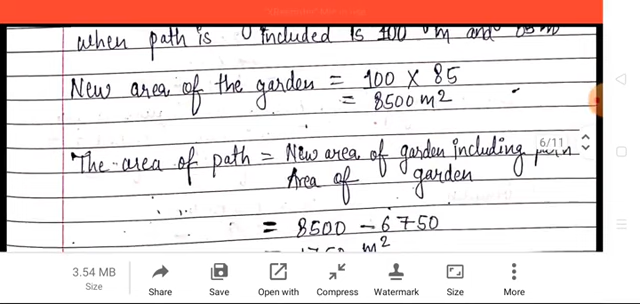 when path is included is 100 m and 85 m
New area of the garden = 100 X 85
= 8500 m2
The area of path = New area of garden including
Area of garden
6/11
= 8500 - 6750
m2
3.54 MB
Size
Share
Save
Open with
Compress
Watermark
Size
More